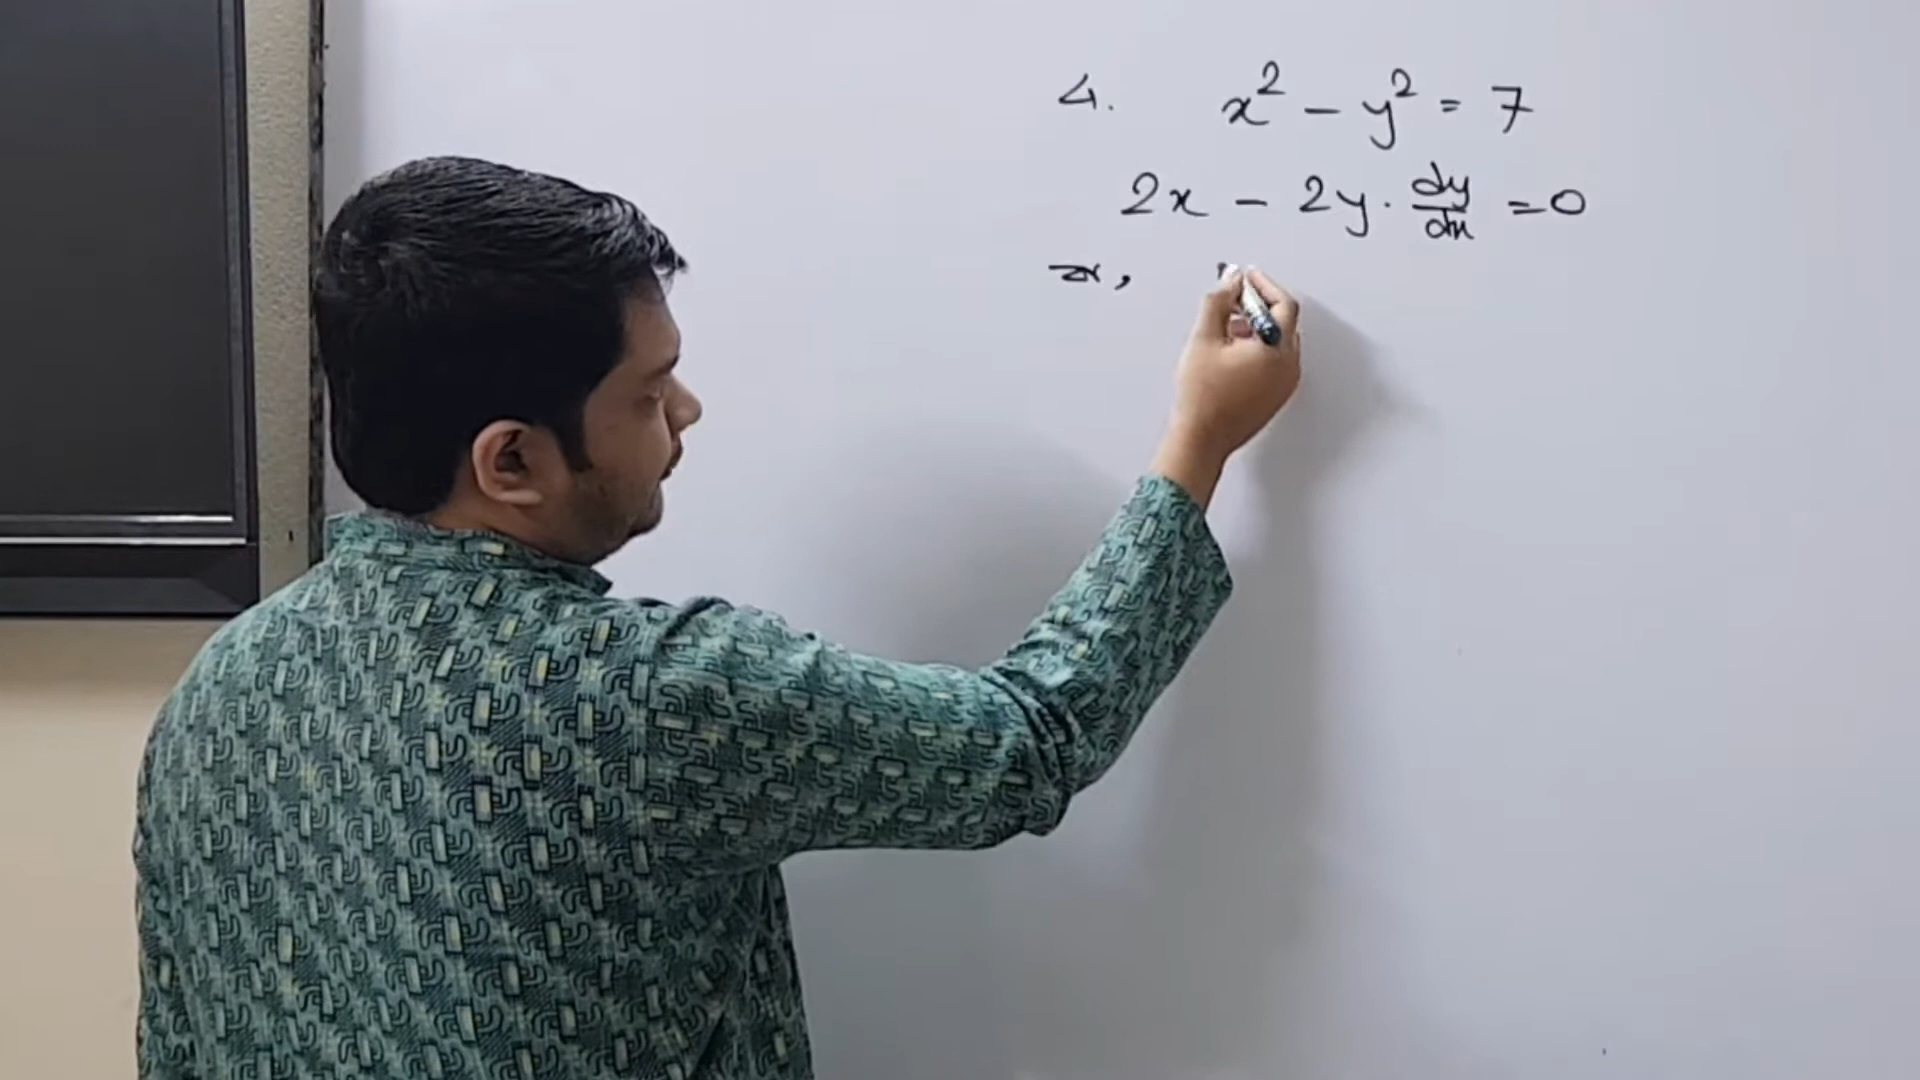 4. x² - y² = 7
2x - 2y · dy/dx = 0
বা,